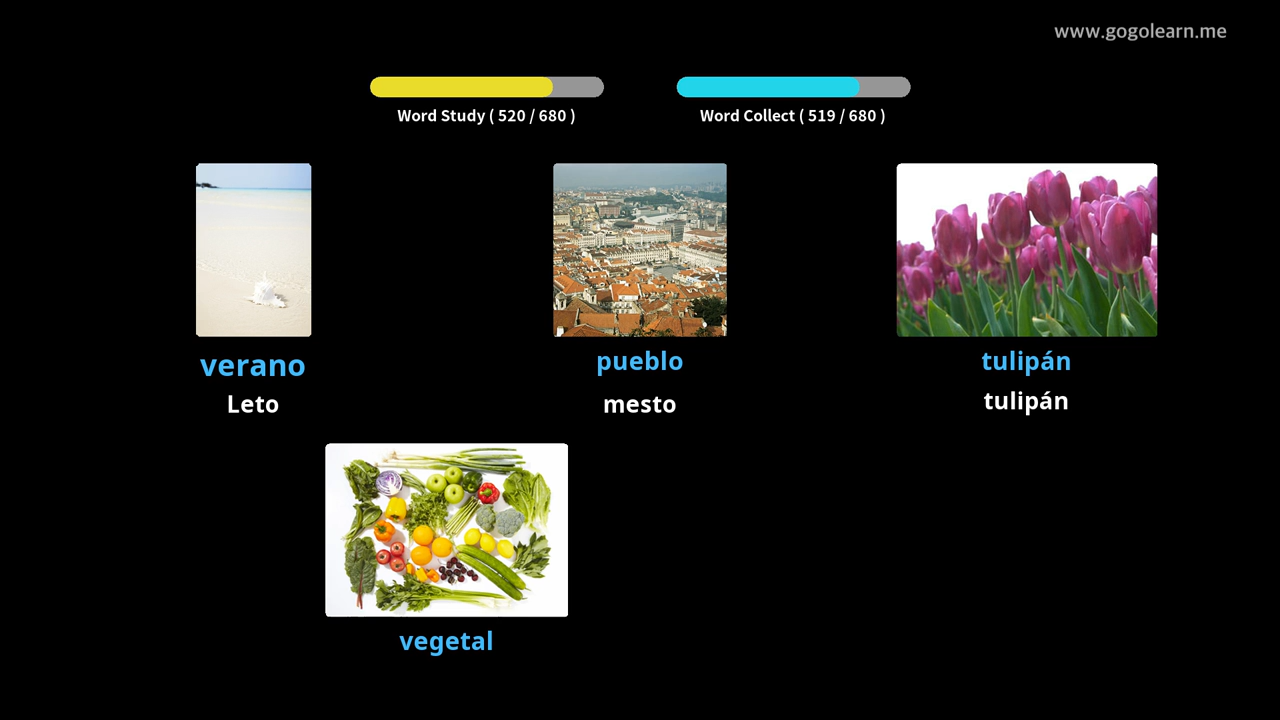 www.gogolearn.me
Word Study ( 520 / 680 )
Word Collect ( 519 / 680 )
verano
Leto
pueblo
mesto
tulipán
tulipán
vegetal